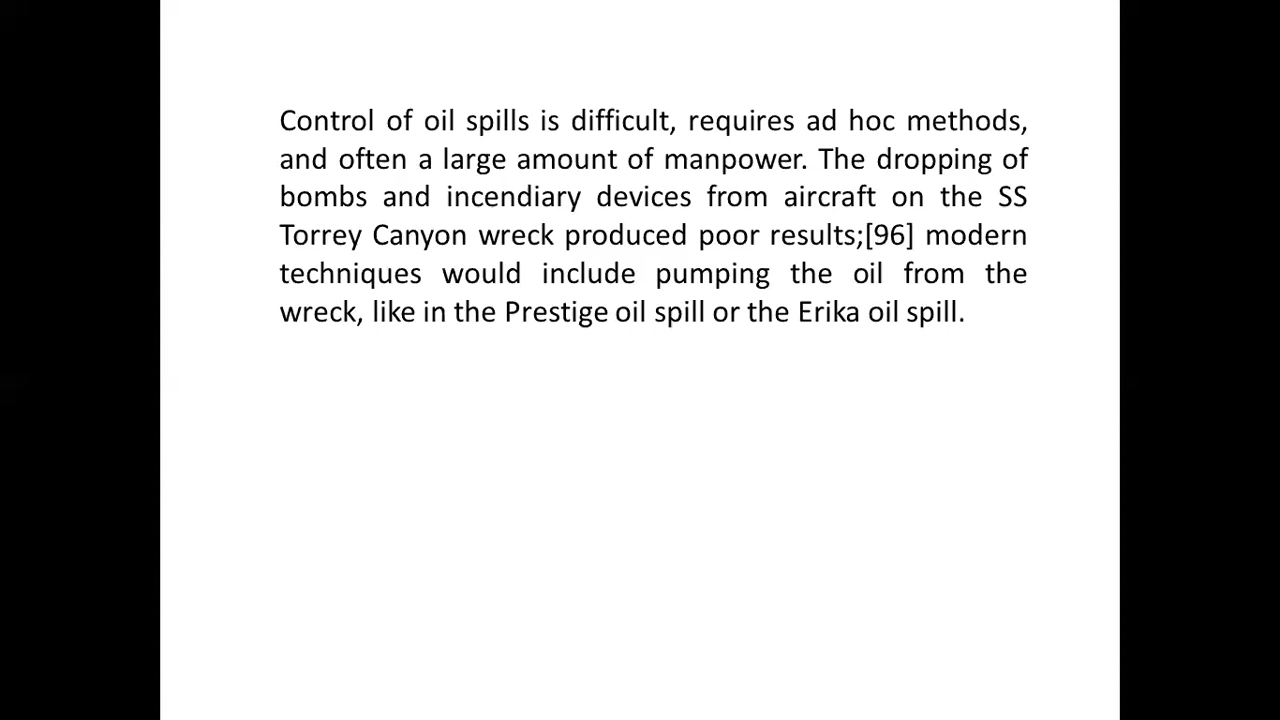 Control of oil spills is difficult, requires ad hoc methods,
and often a large amount of manpower. The dropping of
bombs and incendiary devices from aircraft on the SS
Torrey Canyon wreck produced poor results;[96] modern
techniques would include pumping the oil from the
wreck, like in the Prestige oil spill or the Erika oil spill.